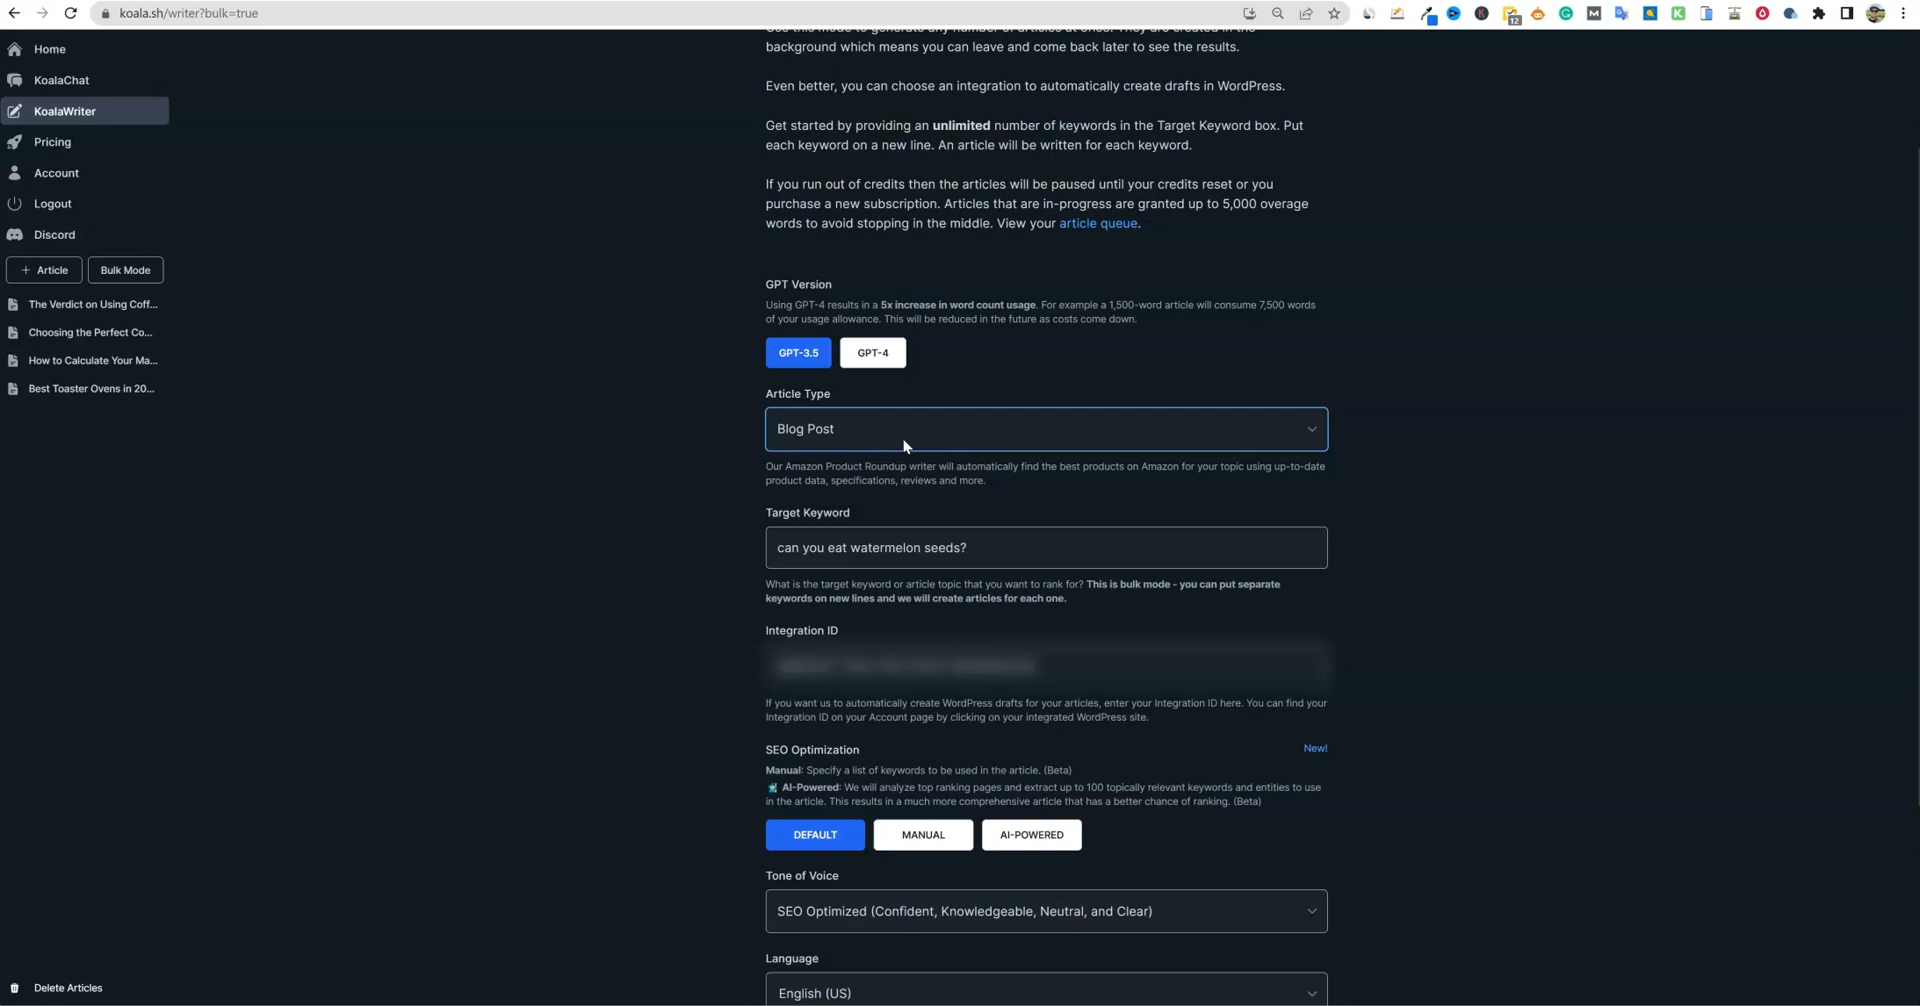 koala.sh/writer?bulk=true
12
Home
KoalaChat
KoalaWriter
Pricing
Account
Logout
Discord
+ Article
Bulk Mode
The Verdict on Using Coff...
Choosing the Perfect Co...
How to Calculate Your Ma...
Best Toaster Ovens in 20...
Delete Articles
Use this mode to generate any number of articles at once. They are created in the
background which means you can leave and come back later to see the results.
Even better, you can choose an integration to automatically create drafts in WordPress.
Get started by providing an unlimited number of keywords in the Target Keyword box. Put
each keyword on a new line. An article will be written for each keyword.
If you run out of credits then the articles will be paused until your credits reset or you
purchase a new subscription. Articles that are in-progress are granted up to 5,000 overage
words to avoid stopping in the middle. View your article queue.
GPT Version
Using GPT-4 results in a 5x increase in word count usage. For example a 1,500-word article will consume 7,500 words
of your usage allowance. This will be reduced in the future as costs come down.
GPT-3.5
GPT-4
Article Type
Blog Post
Our Amazon Product Roundup writer will automatically find the best products on Amazon for your topic using up-to-date
product data, specifications, reviews and more.
Target Keyword
can you eat watermelon seeds?
What is the target keyword or article topic that you want to rank for? This is bulk mode - you can put separate
keywords on new lines and we will create articles for each one.
Integration ID
If you want us to automatically create WordPress drafts for your articles, enter your Integration ID here. You can find your
Integration ID on your Account page by clicking on your integrated WordPress site.
SEO Optimization
New!
Manual: Specify a list of keywords to be used in the article. (Beta)
AI-Powered: We will analyze top ranking pages and extract up to 100 topically relevant keywords and entities to use
in the article. This results in a much more comprehensive article that has a better chance of ranking. (Beta)
DEFAULT
MANUAL
AI-POWERED
Tone of Voice
SEO Optimized (Confident, Knowledgeable, Neutral, and Clear)
Language
English (US)